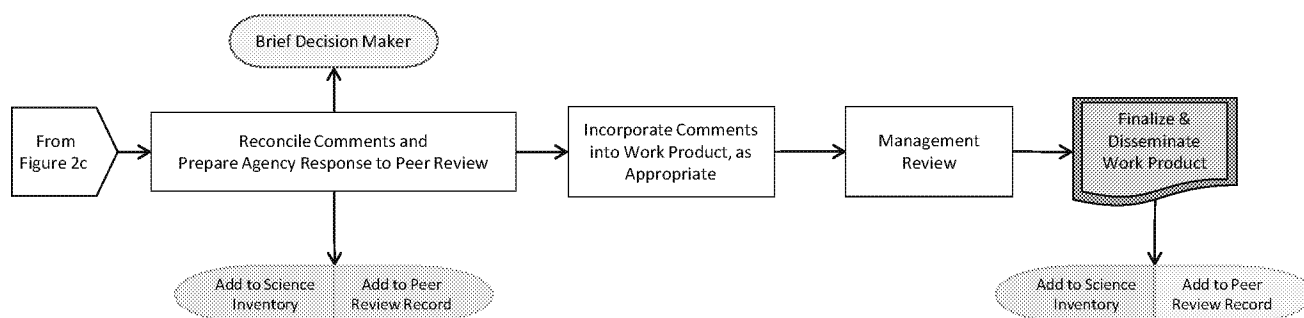 Brief Decision Maker
From
Figure 2c
Reconcile Comments and
Prepare Agency Response to Peer Review
Incorporate Comments
into Work Product, as
Appropriate
Management
Review
Finalize &
Disseminate
Work Product
Add to Science
Inventory
Add to Peer
Review Record
Add to Science
Inventory
Add to Peer
Review Record